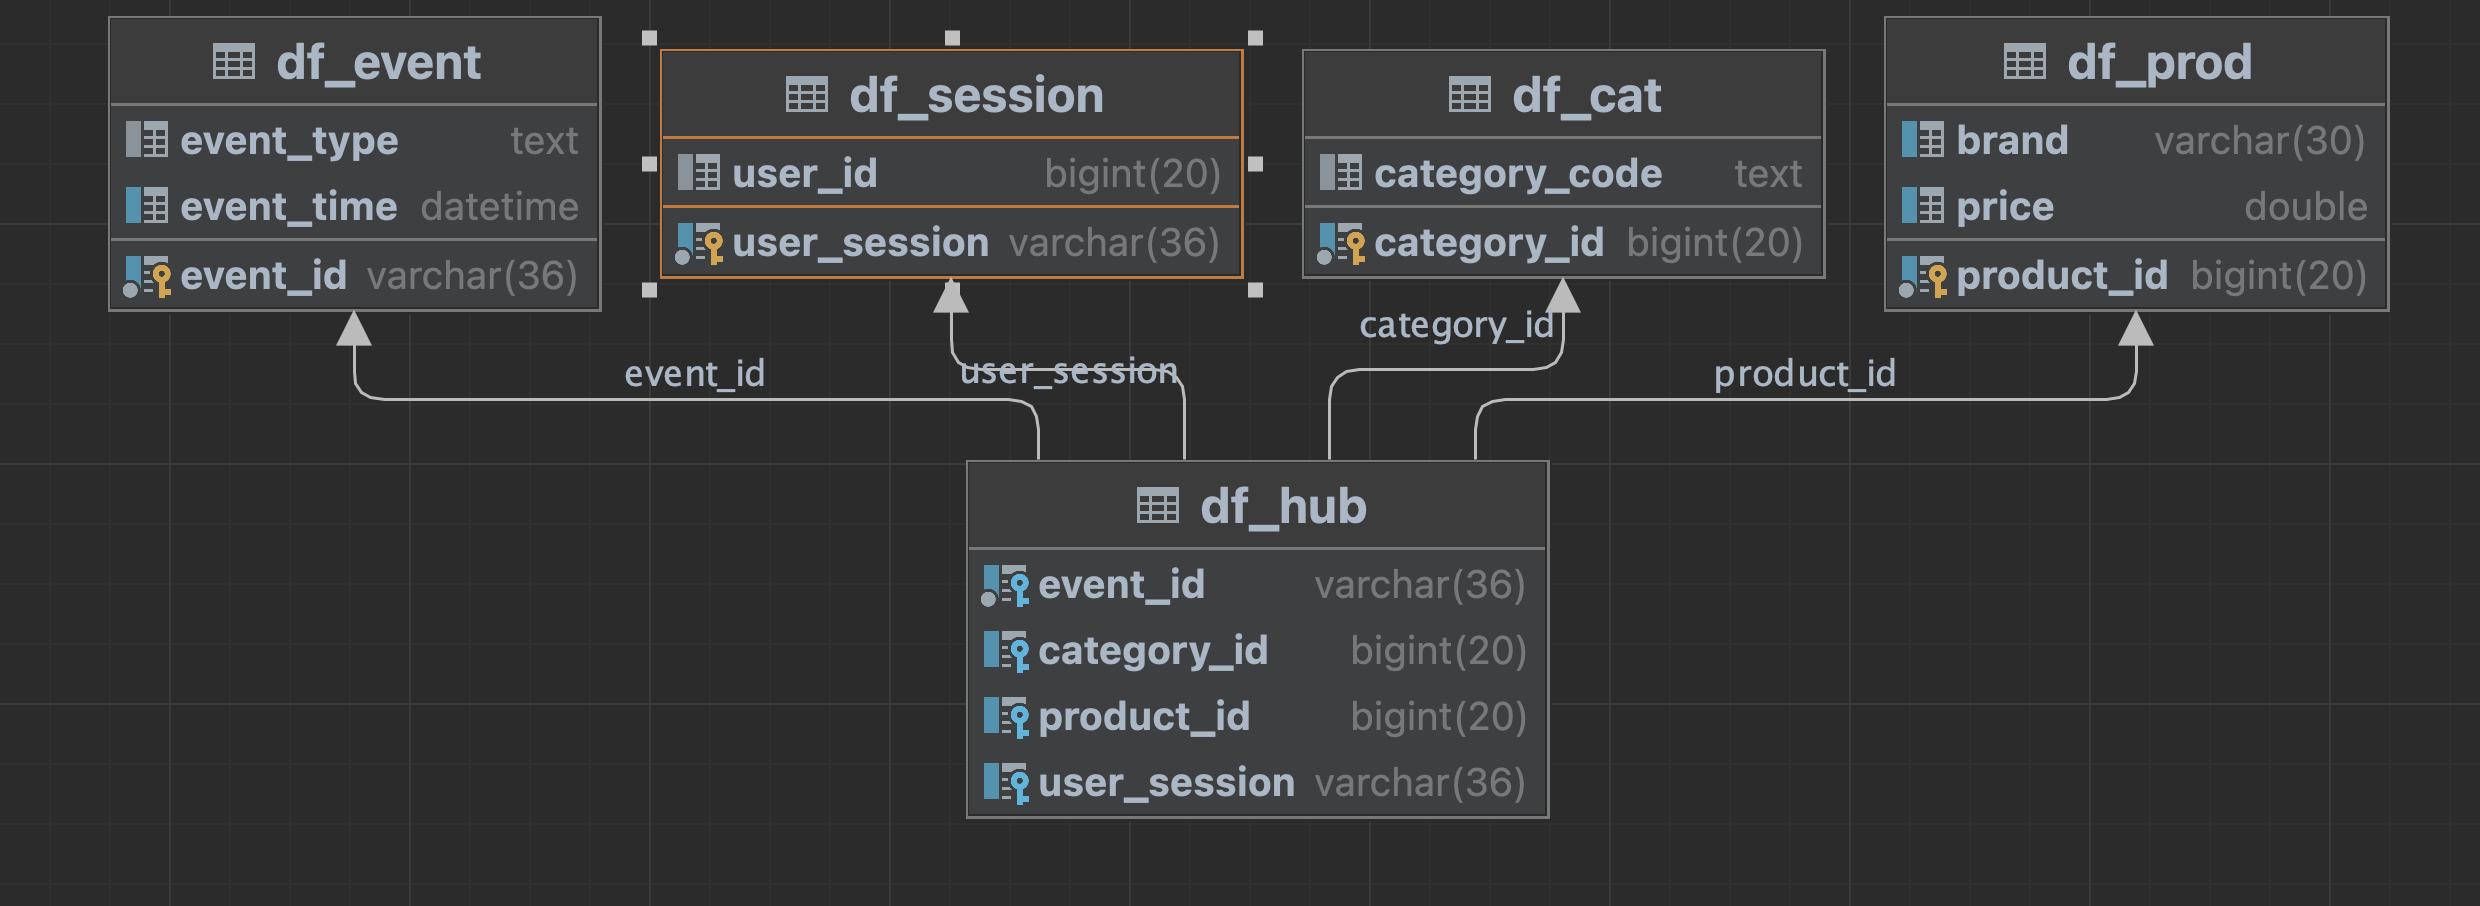 df_event
event_type text
event_time datetime
event_id varchar(36)
df_session
user_id bigint(20)
user_session varchar(36)
df_cat
category_code text
category_id bigint(20)
df_prod
brand varchar(30)
price double
product_id bigint(20)
event_id
user_session
category_id
product_id
df_hub
event_id varchar(36)
category_id bigint(20)
product_id bigint(20)
user_session varchar(36)